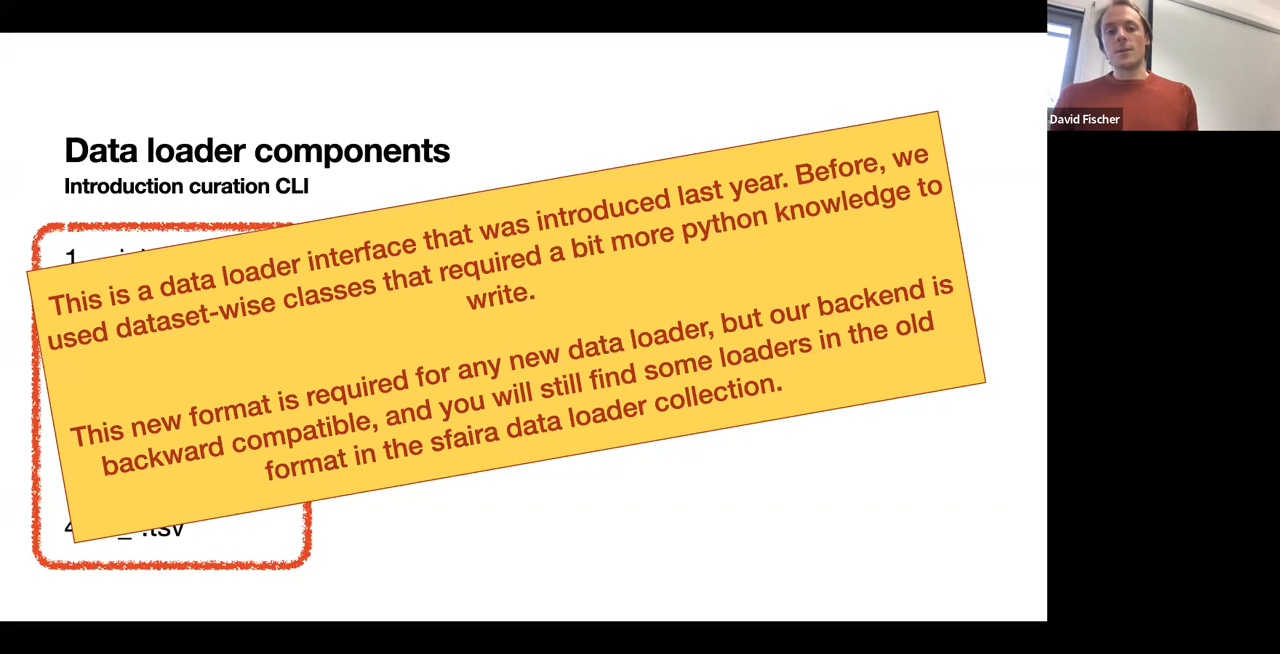 Data loader components
Introduction curation CLI
1.
This is a data loader interface that was introduced last year. Before, we
used dataset-wise classes that required a bit more python knowledge to
write.
This new format is required for any new data loader, but our backend is
backward compatible, and you will still find some loaders in the old
format in the sfaira data loader collection.
.tsv
David Fischer